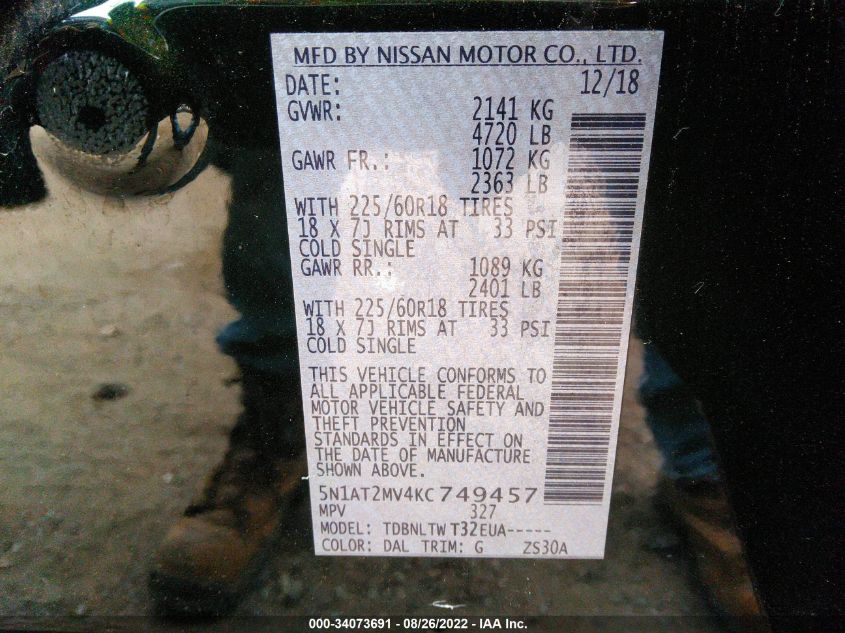 MFD BY NISSAN MOTOR CO., LTD.
DATE: 12/18
GVWR: 2141 KG
4720 LB
GAWR FR.: 1072 KG
2363 LB
WITH 225/60R18 TIRES
18 X 7J RIMS AT 33 PSI
COLD SINGLE
GAWR RR.: 1089 KG
2401 LB
WITH 225/60R18 TIRES
18 X 7J RIMS AT 33 PSI
COLD SINGLE
THIS VEHICLE CONFORMS TO
ALL APPLICABLE FEDERAL
MOTOR VEHICLE SAFETY AND
THEFT PREVENTION
STANDARDS IN EFFECT ON
THE DATE OF MANUFACTURE
SHOWN ABOVE.
5N1AT2MV4KC749457
MPV 327
MODEL: TDBNLTWT32EUA-----
COLOR: DAL TRIM: G ZS30A
000-34073691 - 08/26/2022 - IAA Inc.